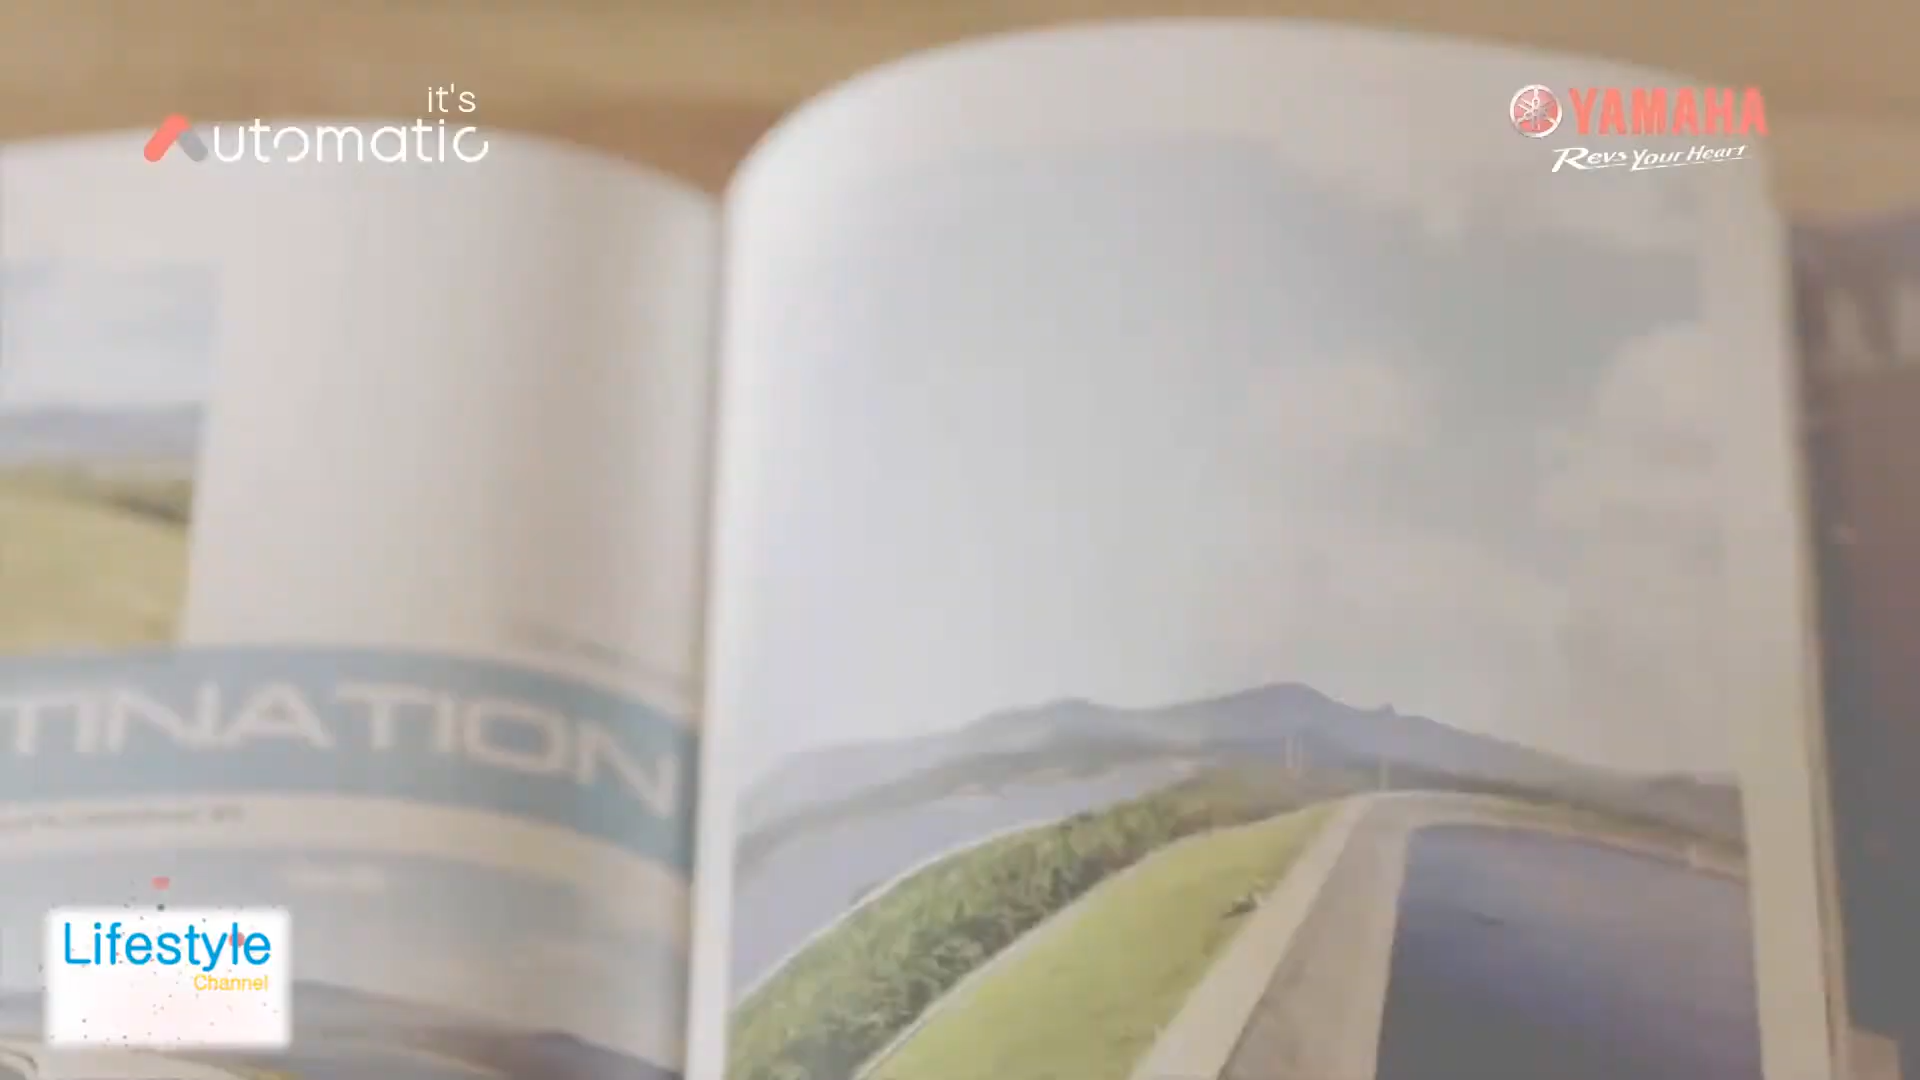 it's
Automatic
YAMAHA
Revs Your Heart
TINATION
Lifestyle
Channel